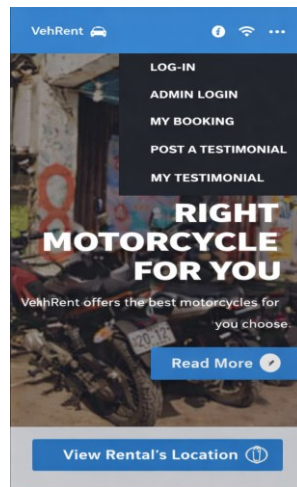 VehRent
LOG-IN
ADMIN LOGIN
MY BOOKING
POST A TESTIMONIAL
MY TESTIMONIAL
RIGHT
MOTORCYCLE
FOR YOU
VehRent offers the best motorcycles for
you choose.
Read More
View Rental's Location